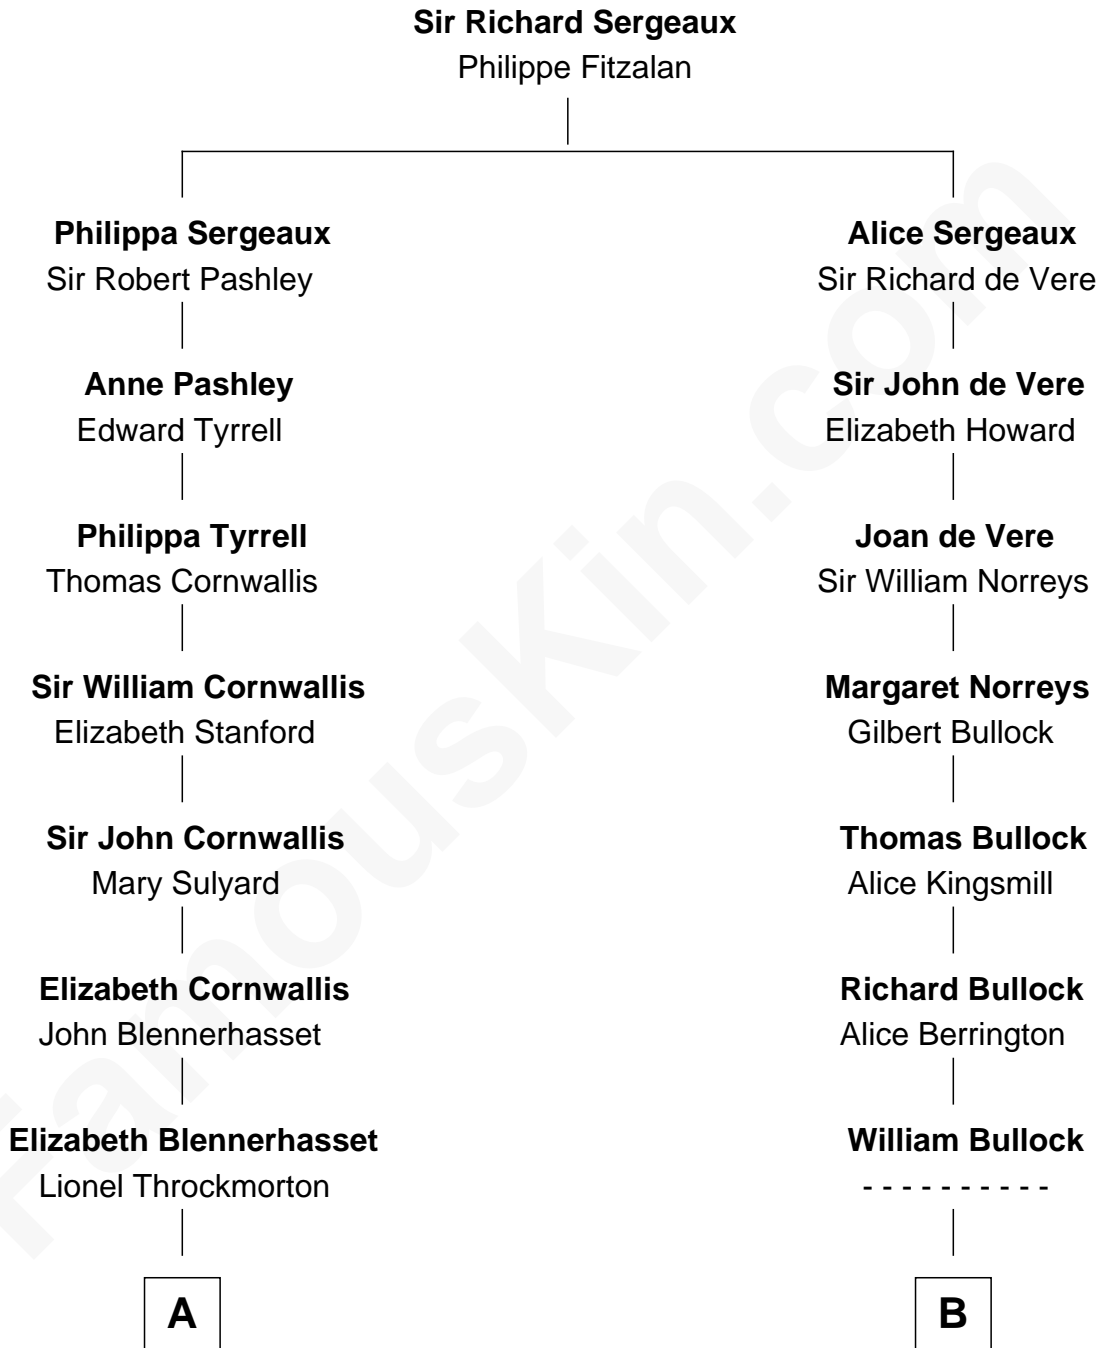 Sir Richard Sergeaux
Philippe Fitzalan
Philippa Sergeaux
Sir Robert Pashley
Alice Sergeaux
Sir Richard de Vere
Anne Pashley
Edward Tyrrell
Sir John de Vere
Elizabeth Howard
Philippa Tyrrell
Thomas Cornwallis
Joan de Vere
Sir William Norreys
Sir William Cornwallis
Elizabeth Stanford
Margaret Norreys
Gilbert Bullock
Sir John Cornwallis
Mary Sulyard
Thomas Bullock
Alice Kingsmill
Elizabeth Cornwallis
John Blennerhasset
Richard Bullock
Alice Berrington
Elizabeth Blennerhasset
Lionel Throckmorton
William Bullock
- - - - - - - - - -
A
B
FamousKin.com